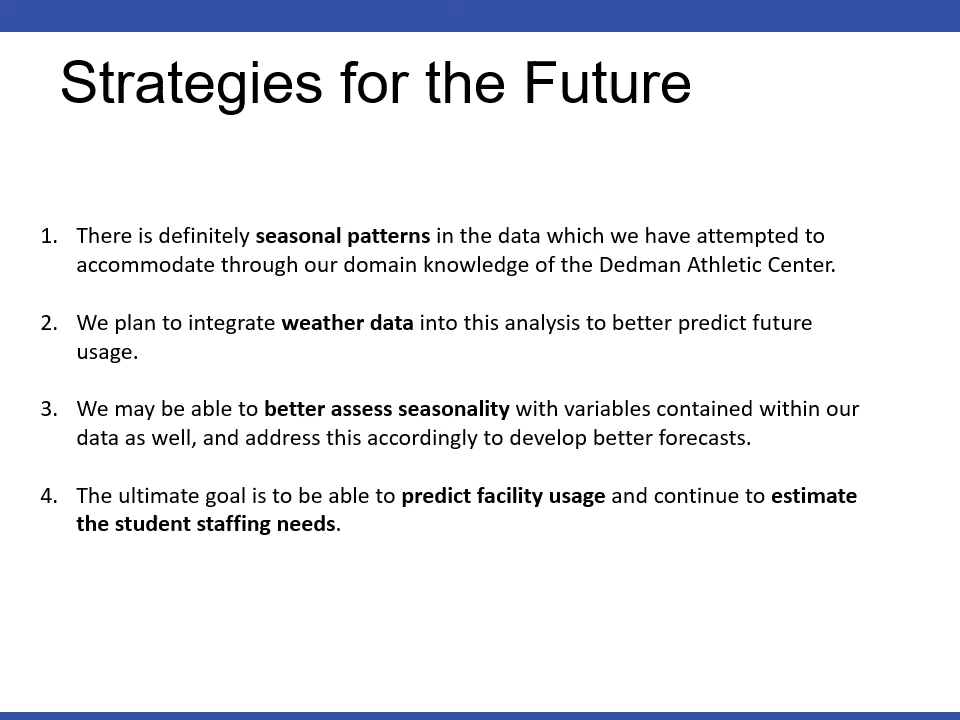 Strategies for the Future
1. There is definitely seasonal patterns in the data which we have attempted to
accommodate through our domain knowledge of the Dedman Athletic Center.
2. We plan to integrate weather data into this analysis to better predict future
usage.
3. We may be able to better assess seasonality with variables contained within our
data as well, and address this accordingly to develop better forecasts.
4. The ultimate goal is to be able to predict facility usage and continue to estimate
the student staffing needs.